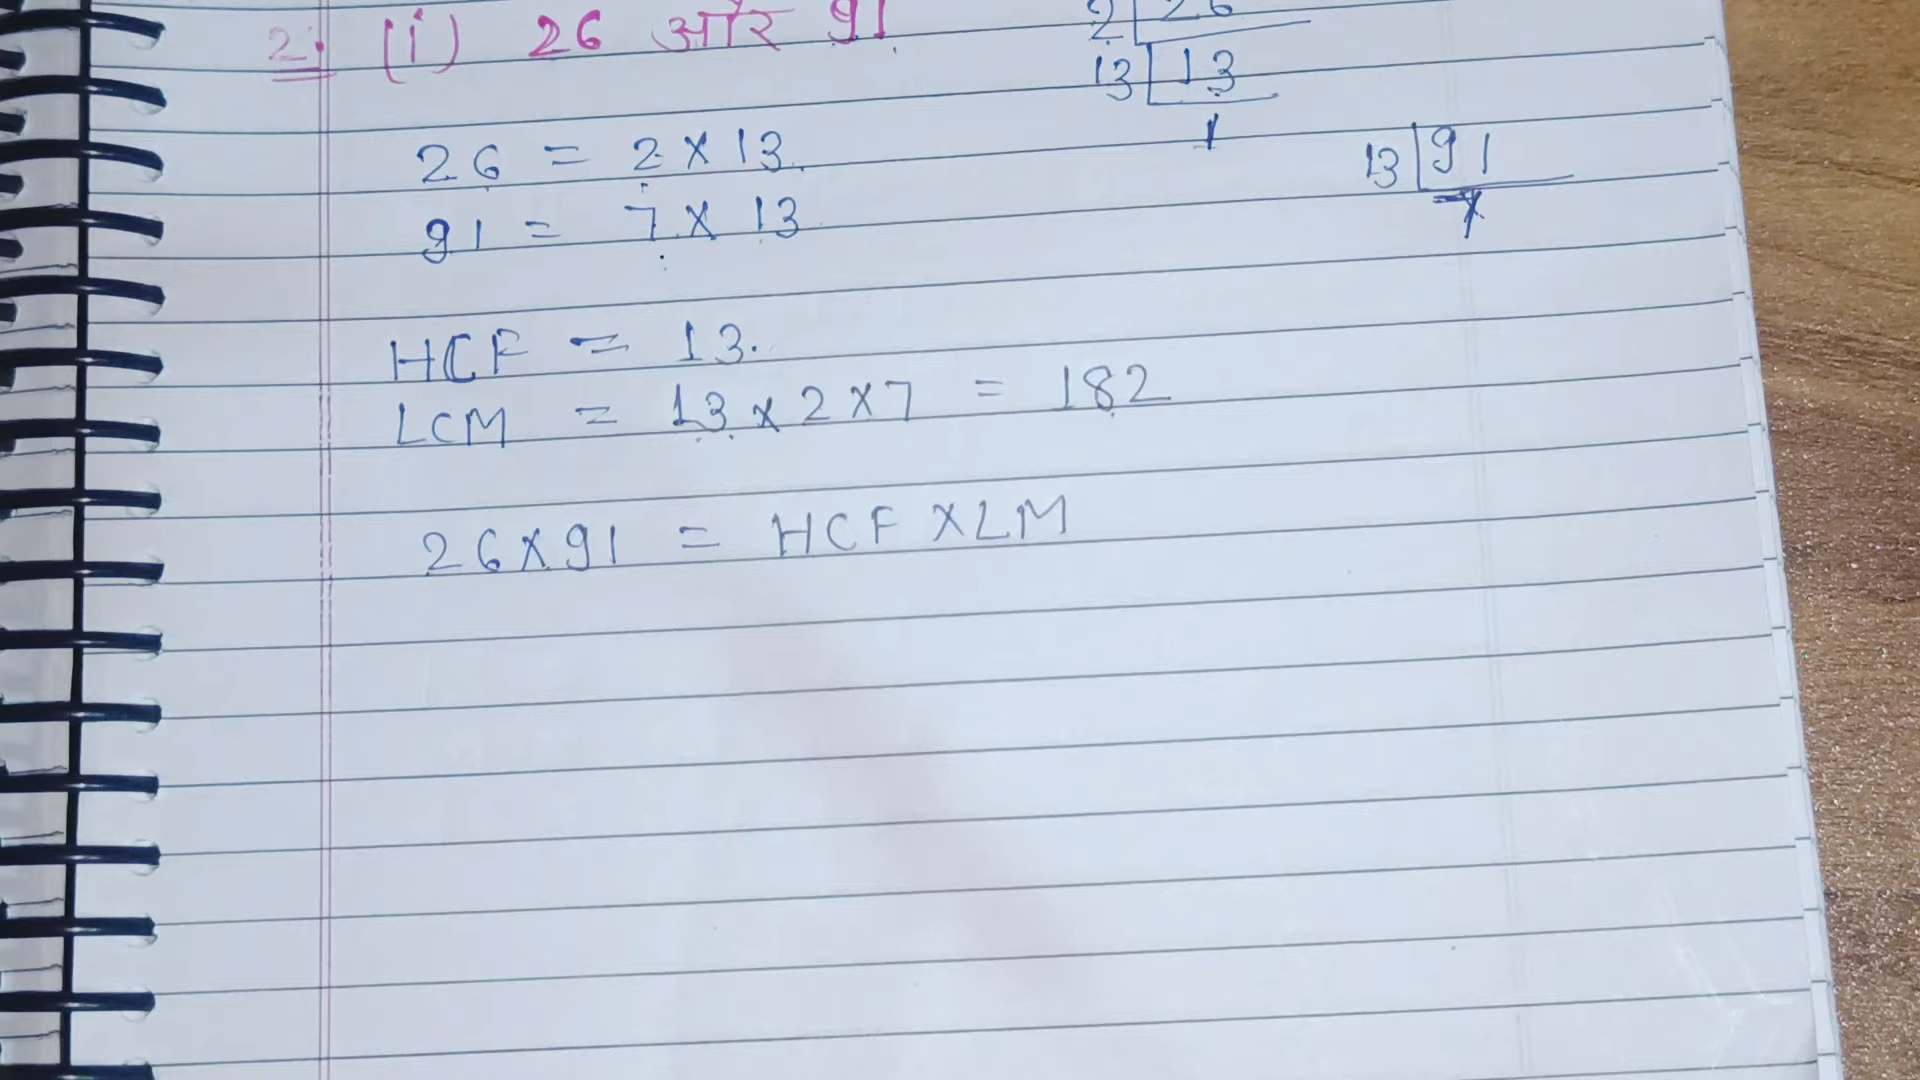 2. (i) 26 और 91
2 | 26
13 | 13
1
26 = 2 × 13
91 = 7 × 13
13 | 91
7
HCF = 13.
LCM = 13 × 2 × 7 = 182
26 × 91 = HCF × LM